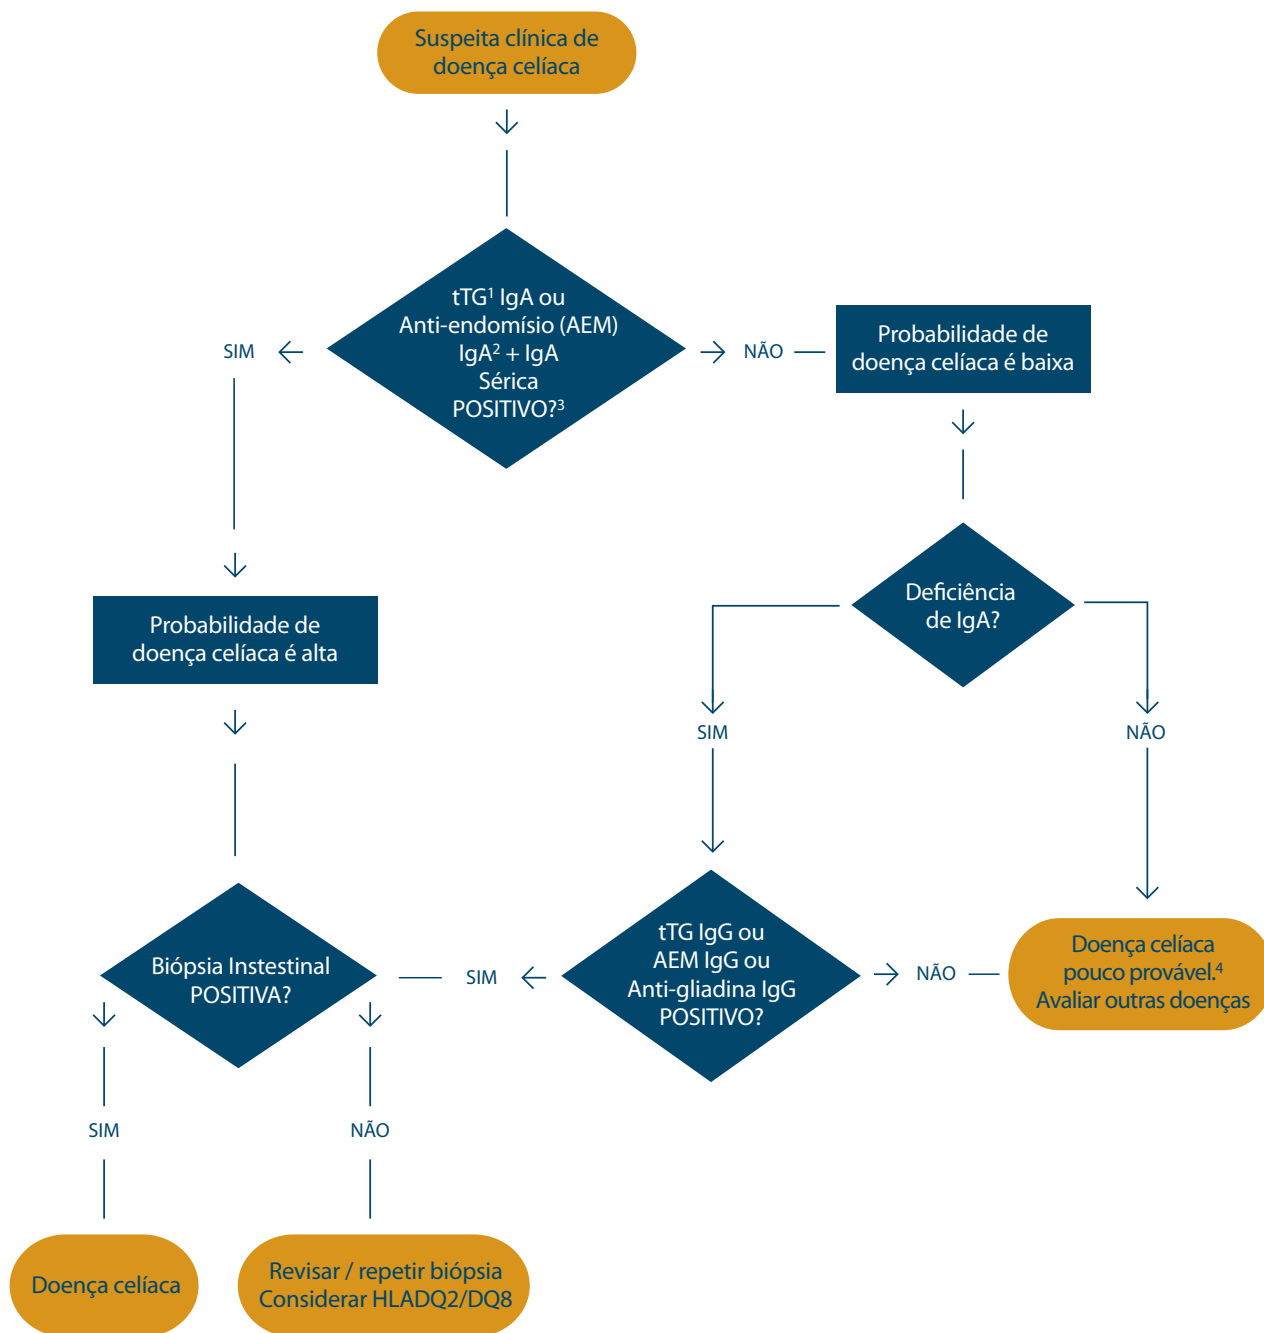 Suspeita clínica de
doença celíaca
tTG¹ IgA ou
Anti-endomísio (AEM)
IgA² + IgA
Sérica
POSITIVO?³
SIM
NÃO
Probabilidade de
doença celíaca é baixa
Deficiência
de IgA?
Probabilidade de
doença celíaca é alta
SIM
NÃO
Biópsia Instestinal
POSITIVA?
SIM
tTG IgG ou
AEM IgG ou
Anti-gliadina IgG
POSITIVO?
NÃO
Doença celíaca
pouco provável.⁴
Avaliar outras doenças
SIM
NÃO
Doença celíaca
Revisar / repetir biópsia
Considerar HLADQ2/DQ8